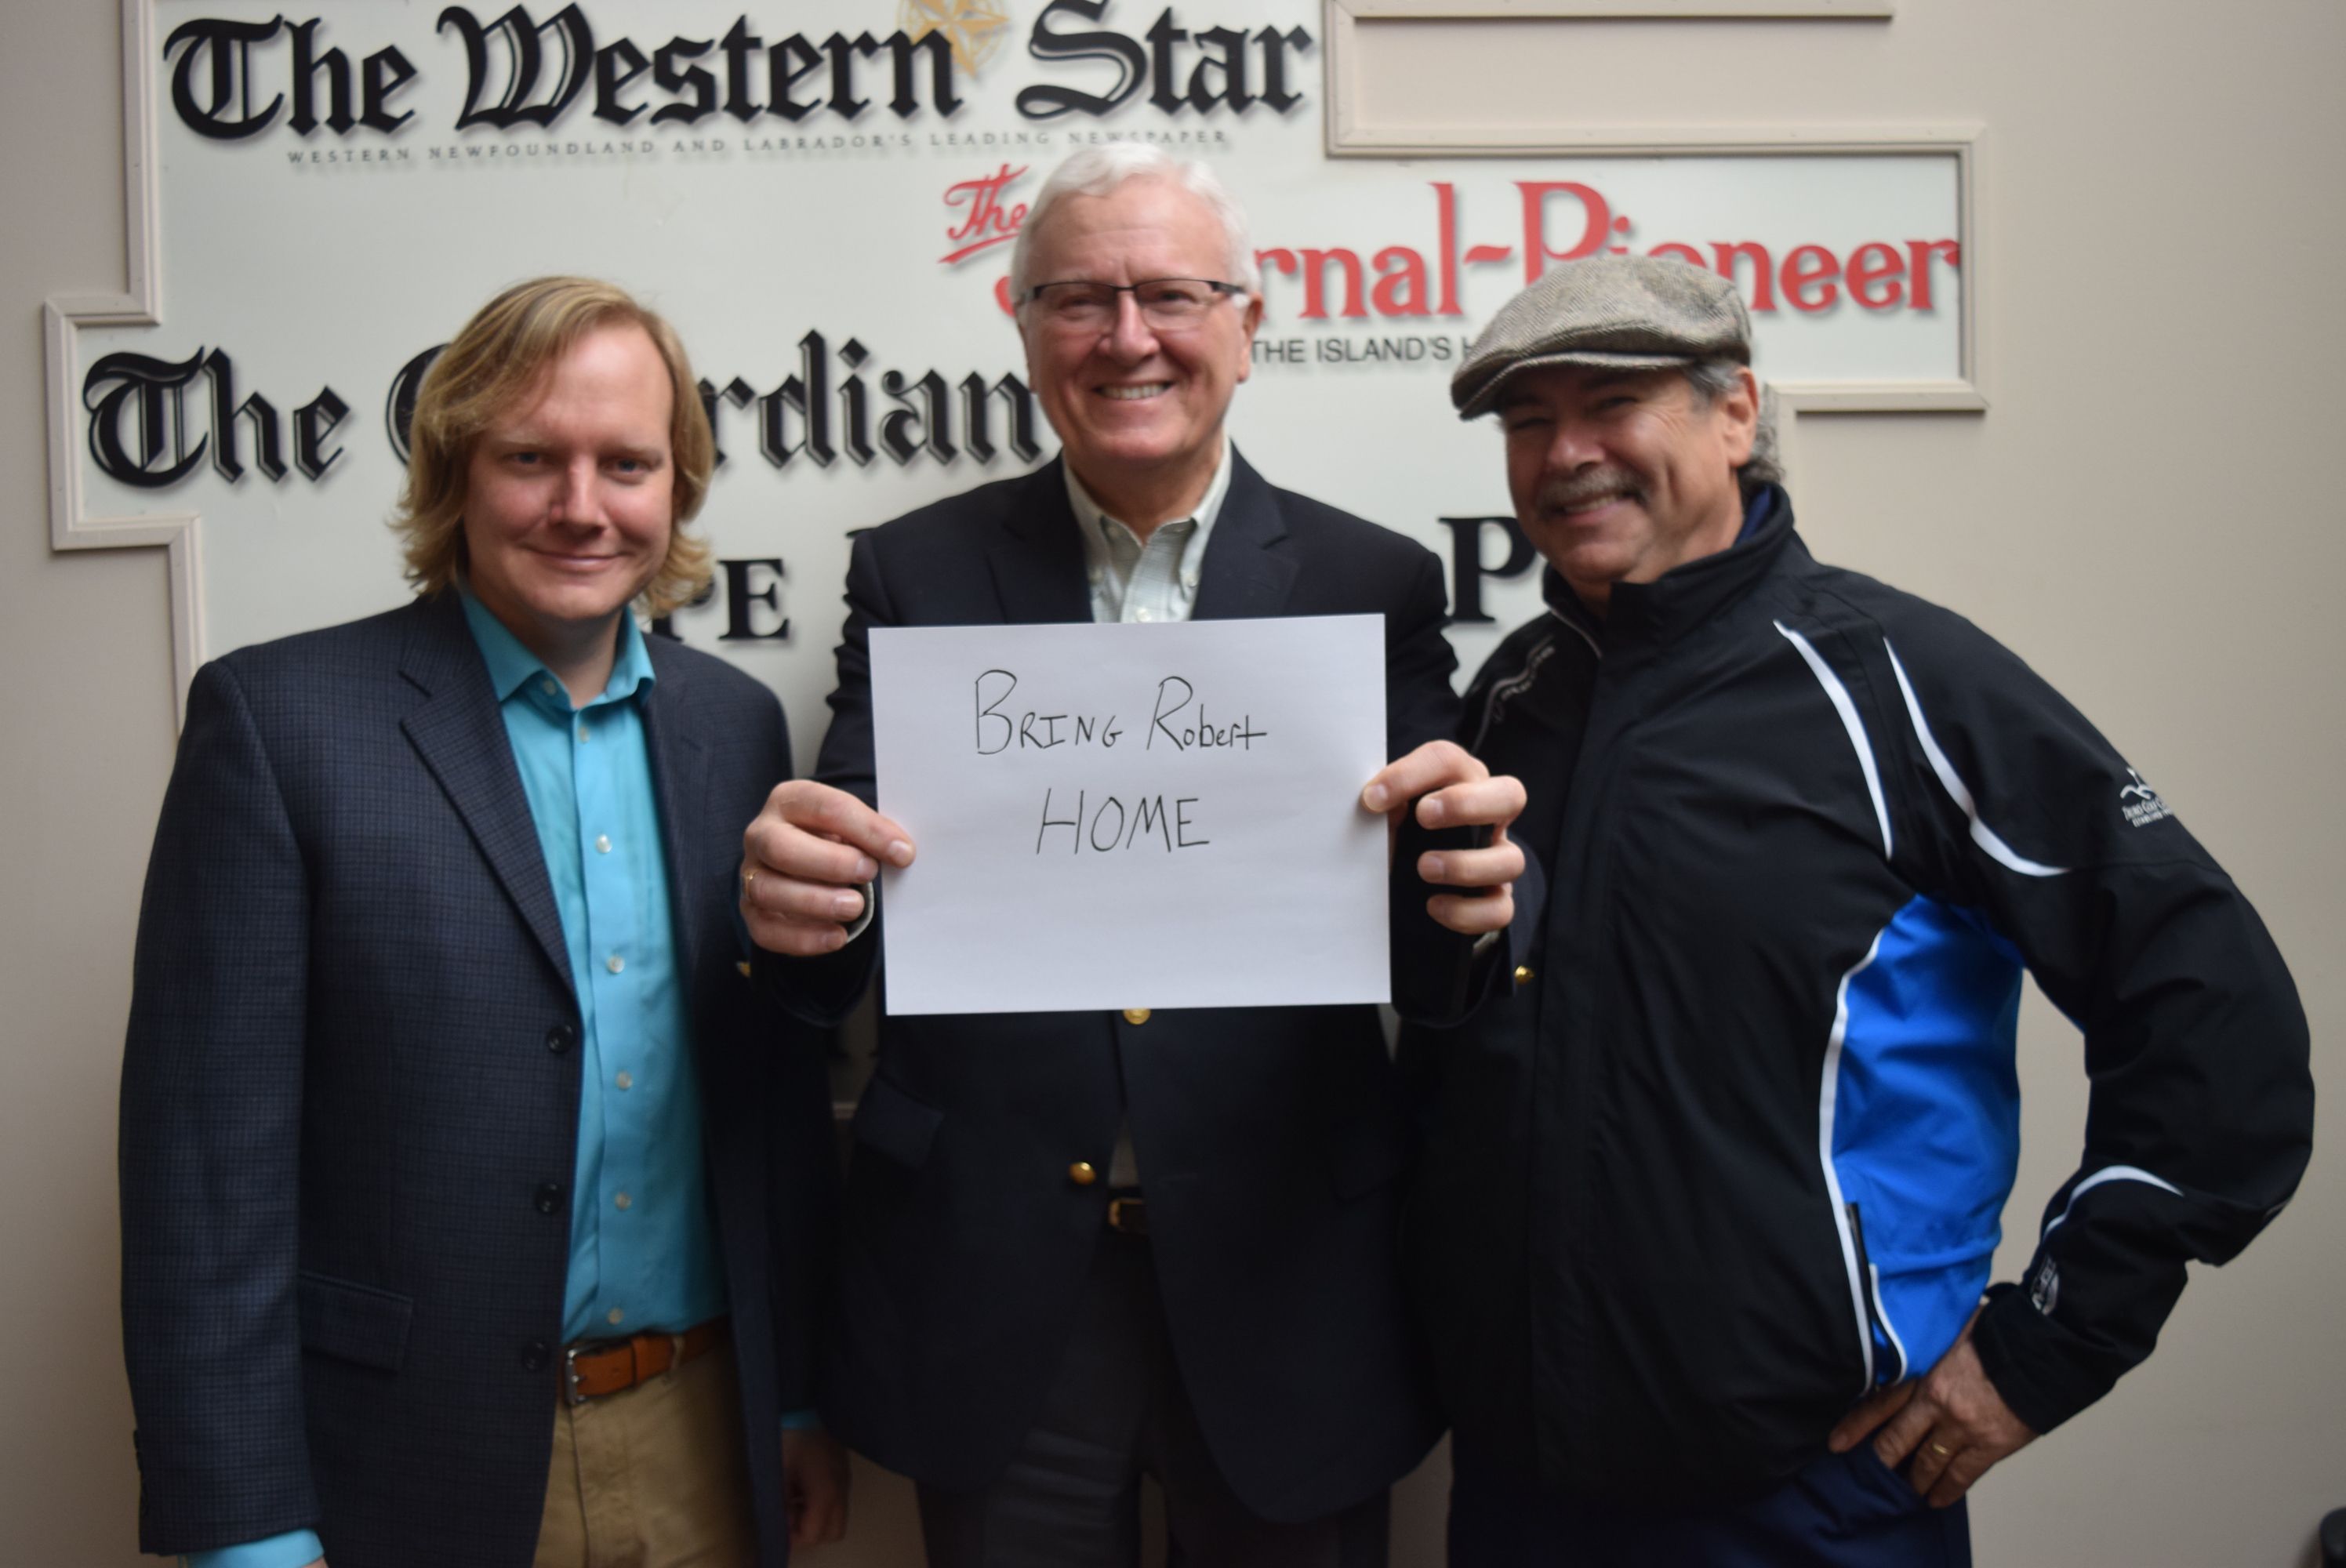 The Western Star
WESTERN NEWFOUNDLAND AND LABRADOR'S LEADING NEWSPAPER
The rnal-Pioneer
THE ISLAND'S
The rdian
PE
P
BRING Robert
HOME